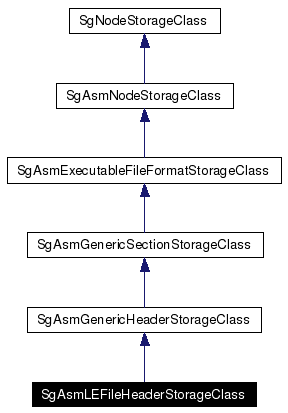 SgNodeStorageClass
SgAsmNodeStorageClass
SgAsmExecutableFileFormatStorageClass
SgAsmGenericSectionStorageClass
SgAsmGenericHeaderStorageClass
SgAsmLEFileHeaderStorageClass